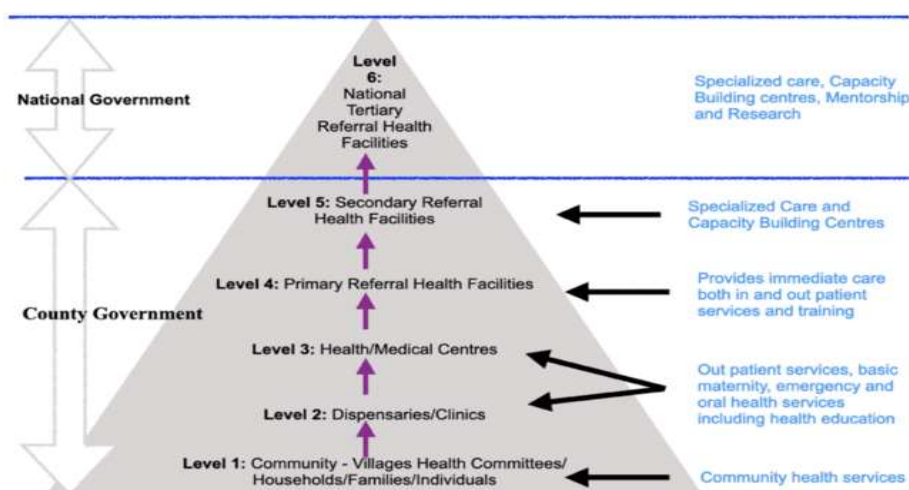 National Government
County Government
Level
6:
National
Tertiary
Referral Health
Facilities
Level 5: Secondary Referral
Health Facilities
Level 4: Primary Referral Health Facilities
Level 3: Health/Medical Centres
Level 2: Dispensaries/Clinics
Level 1: Community - Villages Health Committees/
Households/Families/Individuals
Specialized care, Capacity
Building centres, Mentorship
and Research
Specialized Care and
Capacity Building Centres
Provides immediate care
both in and out patient
services and training
Out patient services, basic
maternity, emergency and
oral health services
including health education
Community health services